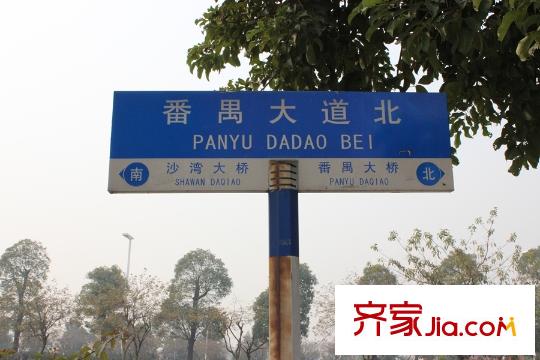 番禺大道北
PANYU DADAO BEI
南 沙湾大桥 番禺大桥 北
SHAWAN DAQIAO PANYU DAQIAO
齐家Jia.com